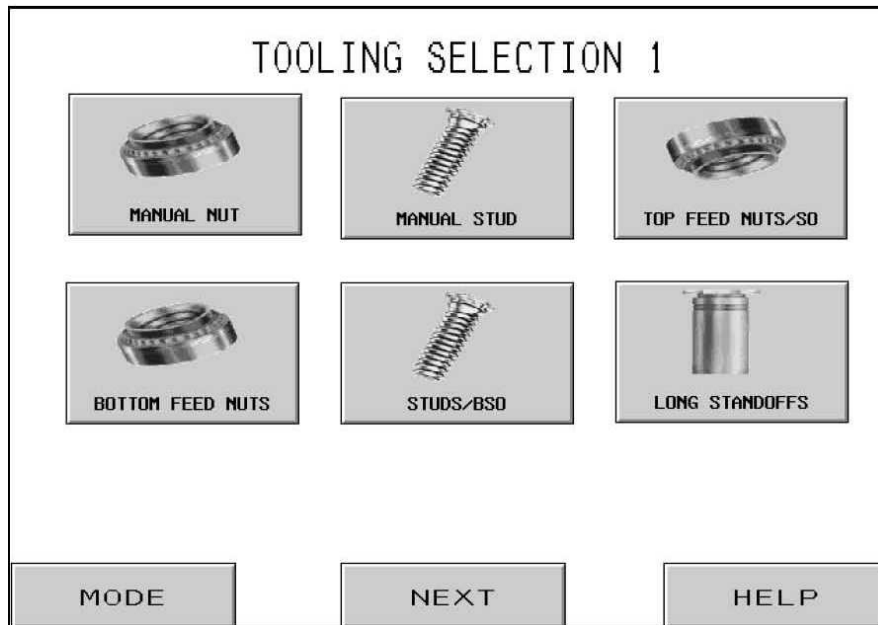 TOOLING SELECTION 1
MANUAL NUT
MANUAL STUD
TOP FEED NUTS/SO
BOTTOM FEED NUTS
STUDS/BSO
LONG STANDOFFS
MODE
NEXT
HELP